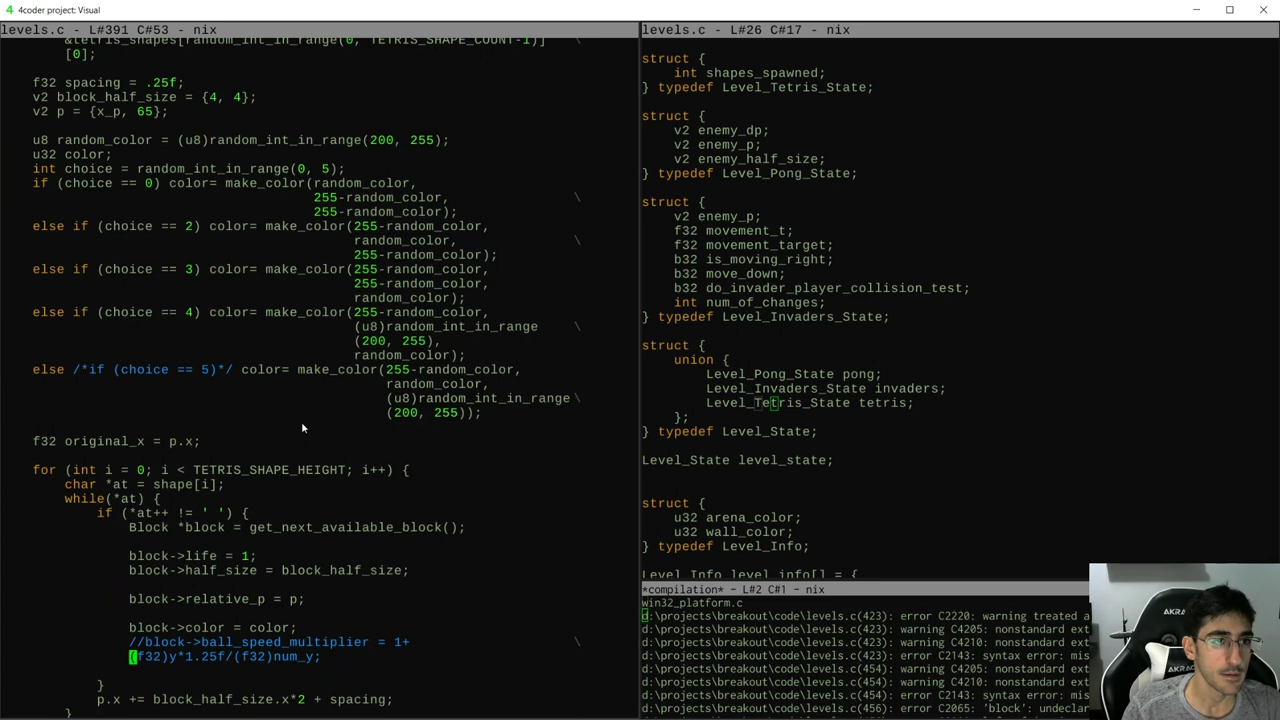 4coder project: Visual
levels.c - L#391 C#53 - nix
&tetris_shapes[random_int_in_range(0, TETRIS_SHAPE_COUNT-1)] \
[0];
f32 spacing = .25f;
v2 block_half_size = {4, 4};
v2 p = {x_p, 65};
u8 random_color = (u8)random_int_in_range(200, 255);
u32 color;
int choice = random_int_in_range(0, 5);
if (choice == 0) color= make_color(random_color,
255-random_color, \
255-random_color);
else if (choice == 2) color= make_color(255-random_color,
random_color, \
255-random_color);
else if (choice == 3) color= make_color(255-random_color,
255-random_color,
random_color);
else if (choice == 4) color= make_color(255-random_color,
(u8)random_int_in_range \
(200, 255),
random_color);
else /*if (choice == 5)*/ color= make_color(255-random_color,
random_color,
(u8)random_int_in_range \
(200, 255));
f32 original_x = p.x;
for (int i = 0; i < TETRIS_SHAPE_HEIGHT; i++) {
char *at = shape[i];
while(*at) {
if (*at++ != ' ') {
Block *block = get_next_available_block();
block->life = 1;
block->half_size = block_half_size;
block->relative_p = p;
block->color = color;
//block->ball_speed_multiplier = 1+ \
(f32)y*1.25f/(f32)num_y;
}
p.x += block_half_size.x*2 + spacing;
}
levels.c - L#26 C#17 - nix
struct {
int shapes_spawned;
} typedef Level_Tetris_State;
struct {
v2 enemy_dp;
v2 enemy_p;
v2 enemy_half_size;
} typedef Level_Pong_State;
struct {
v2 enemy_p;
f32 movement_t;
f32 movement_target;
b32 is_moving_right;
b32 move_down;
b32 do_invader_player_collision_test;
int num_of_changes;
} typedef Level_Invaders_State;
struct {
union {
Level_Pong_State pong;
Level_Invaders_State invaders;
Level_Tetris_State tetris;
};
} typedef Level_State;
Level_State level_state;
struct {
u32 arena_color;
u32 wall_color;
} typedef Level_Info;
Level_Info level_info[] = {
*compilation* - L#2 C#1 - nix
win32_platform.c
d:\projects\breakout\code\levels.c(423): error C2220: warning treated a
d:\projects\breakout\code\levels.c(423): warning C4205: nonstandard ext
d:\projects\breakout\code\levels.c(423): warning C4210: nonstandard ext
d:\projects\breakout\code\levels.c(423): error C2143: syntax error: mis
d:\projects\breakout\code\levels.c(454): warning C4205: nonstandard ext
d:\projects\breakout\code\levels.c(454): warning C4210: nonstandard ext
d:\projects\breakout\code\levels.c(454): error C2143: syntax error: mis
d:\projects\breakout\code\levels.c(456): error C2065: 'block': undeclar